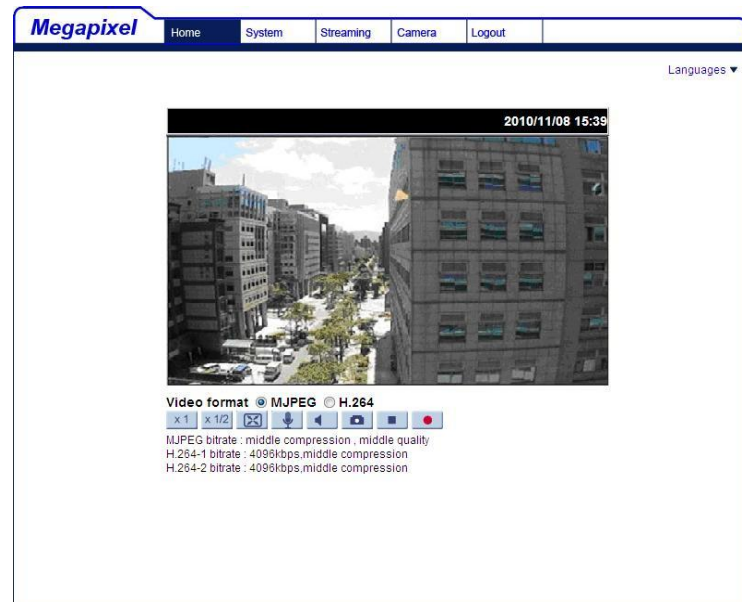 Megapixel
Home System Streaming Camera Logout
Languages ▼
2010/11/08 15:39
Video format MJPEG H.264
x 1 x 1/2
MJPEG bitrate : middle compression , middle quality
H.264-1 bitrate : 4096kbps,middle compression
H.264-2 bitrate : 4096kbps,middle compression